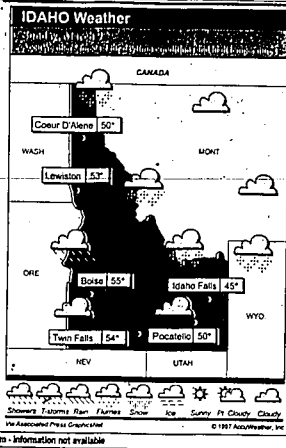 IDAHO Weather
CANADA
Coeur D'Alene 50°
WASH
MONT
Lewiston 53°
ORE
Boise 55°
Idaho Falls 45°
WYO.
Twin Falls 54°
Pocatello 50°
NEV
UTAH
Showers T-storms Rain Flurries Snow Ice Sunny Pt. Cloudy Cloudy
Via Associated Press GraphicsNet
©1997 AccuWeather, Inc
- Information not available